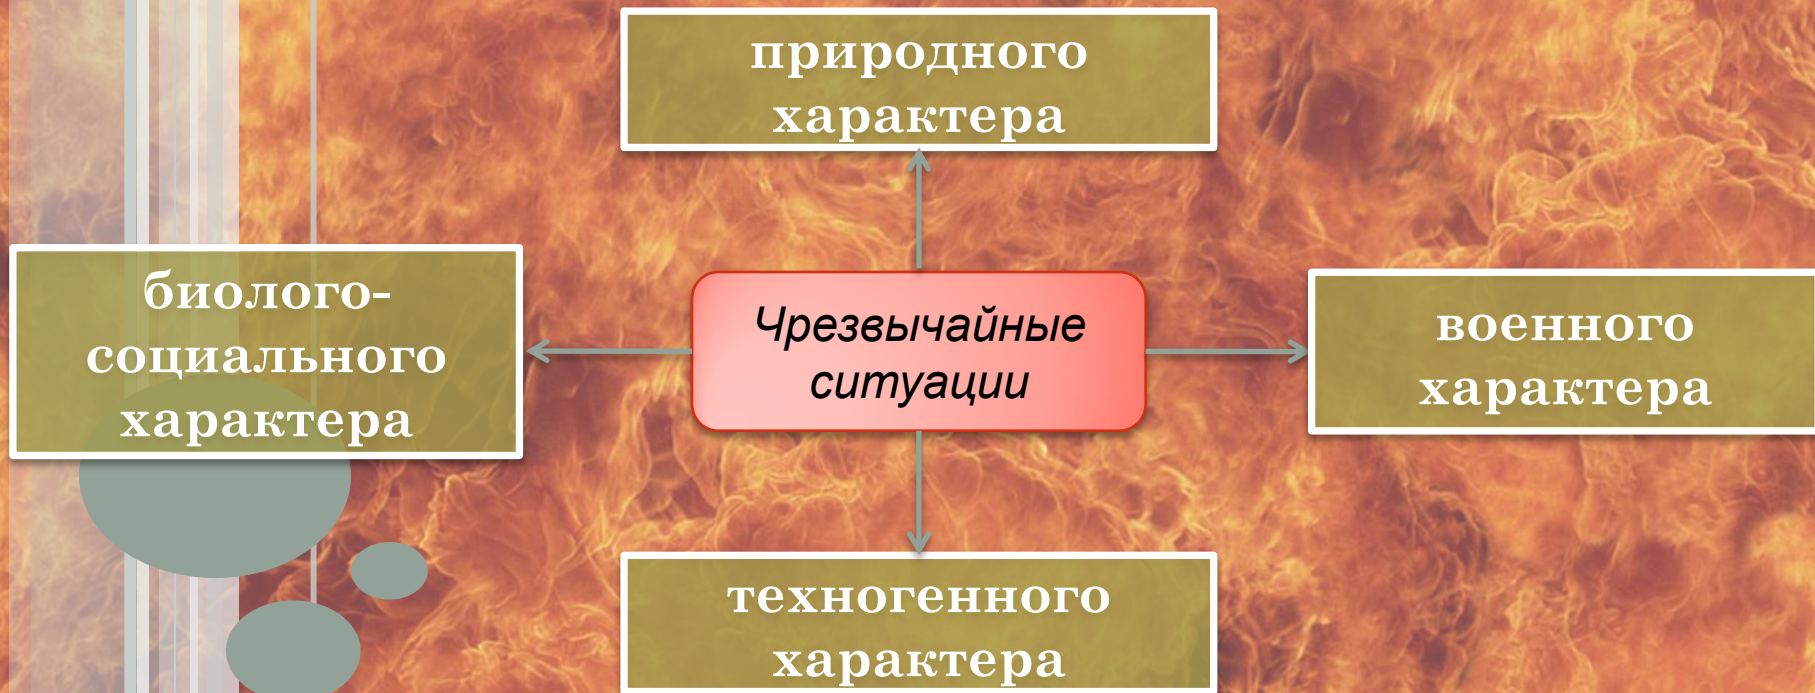 природного
характера
биолого-
социального
характера
Чрезвычайные
ситуации
военного
характера
техногенного
характера